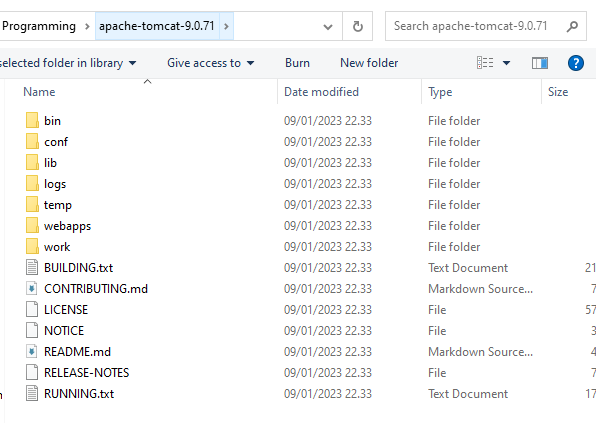 Programming > apache-tomcat-9.0.71 > Search apache-tomcat-9.0.71
selected folder in library Give access to Burn New folder
Name Date modified Type Size
bin 09/01/2023 22.33 File folder
conf 09/01/2023 22.33 File folder
lib 09/01/2023 22.33 File folder
logs 09/01/2023 22.33 File folder
temp 09/01/2023 22.33 File folder
webapps 09/01/2023 22.33 File folder
work 09/01/2023 22.33 File folder
BUILDING.txt 09/01/2023 22.33 Text Document 21
CONTRIBUTING.md 09/01/2023 22.33 Markdown Source... 7
LICENSE 09/01/2023 22.33 File 57
NOTICE 09/01/2023 22.33 File 3
README.md 09/01/2023 22.33 Markdown Source... 4
RELEASE-NOTES 09/01/2023 22.33 File 7
RUNNING.txt 09/01/2023 22.33 Text Document 17